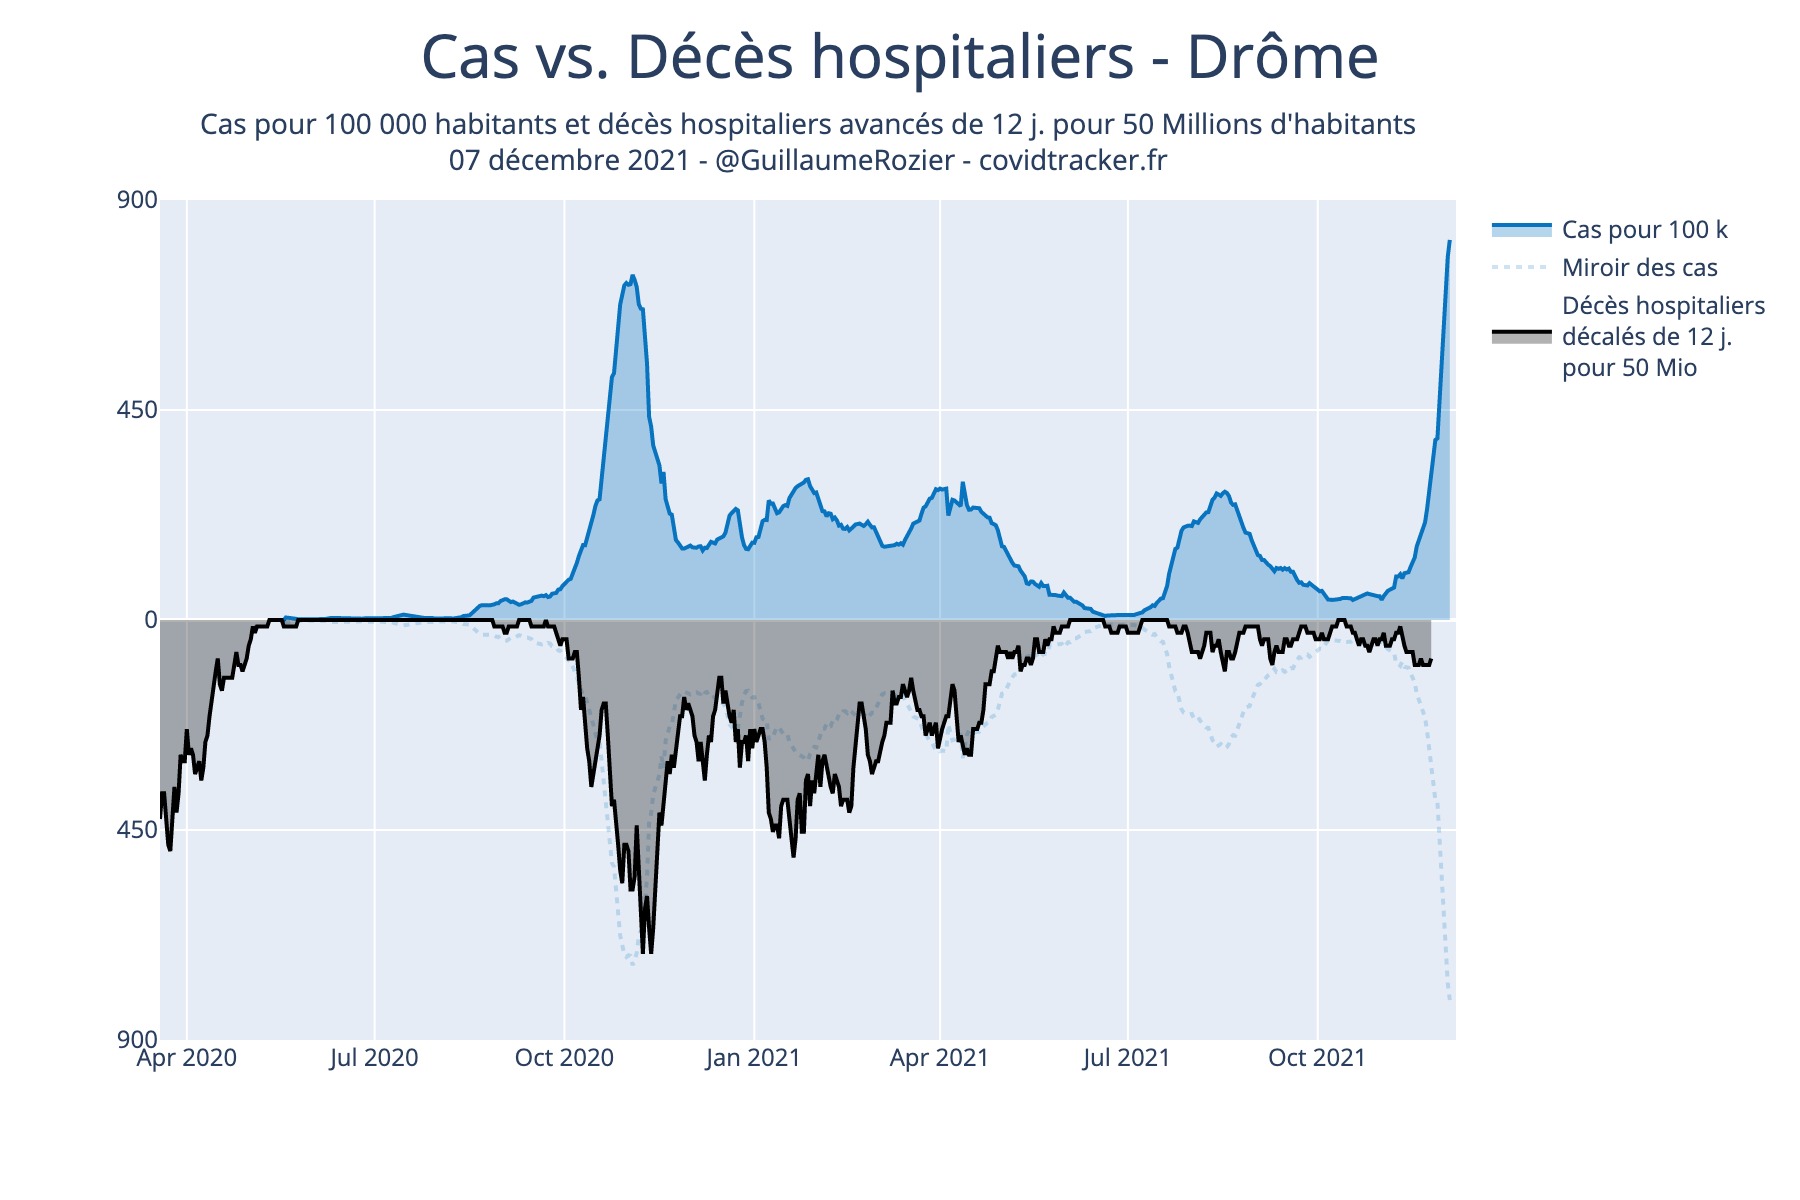 Cas vs. Décès hospitaliers - Drôme
Cas pour 100 000 habitants et décès hospitaliers avancés de 12 j. pour 50 Millions d'habitants
07 décembre 2021 - @GuillaumeRozier - covidtracker.fr
900
450
0
450
900
Apr 2020
Jul 2020
Oct 2020
Jan 2021
Apr 2021
Jul 2021
Oct 2021
Cas pour 100 k
Miroir des cas
Décès hospitaliers
décalés de 12 j.
pour 50 Mio